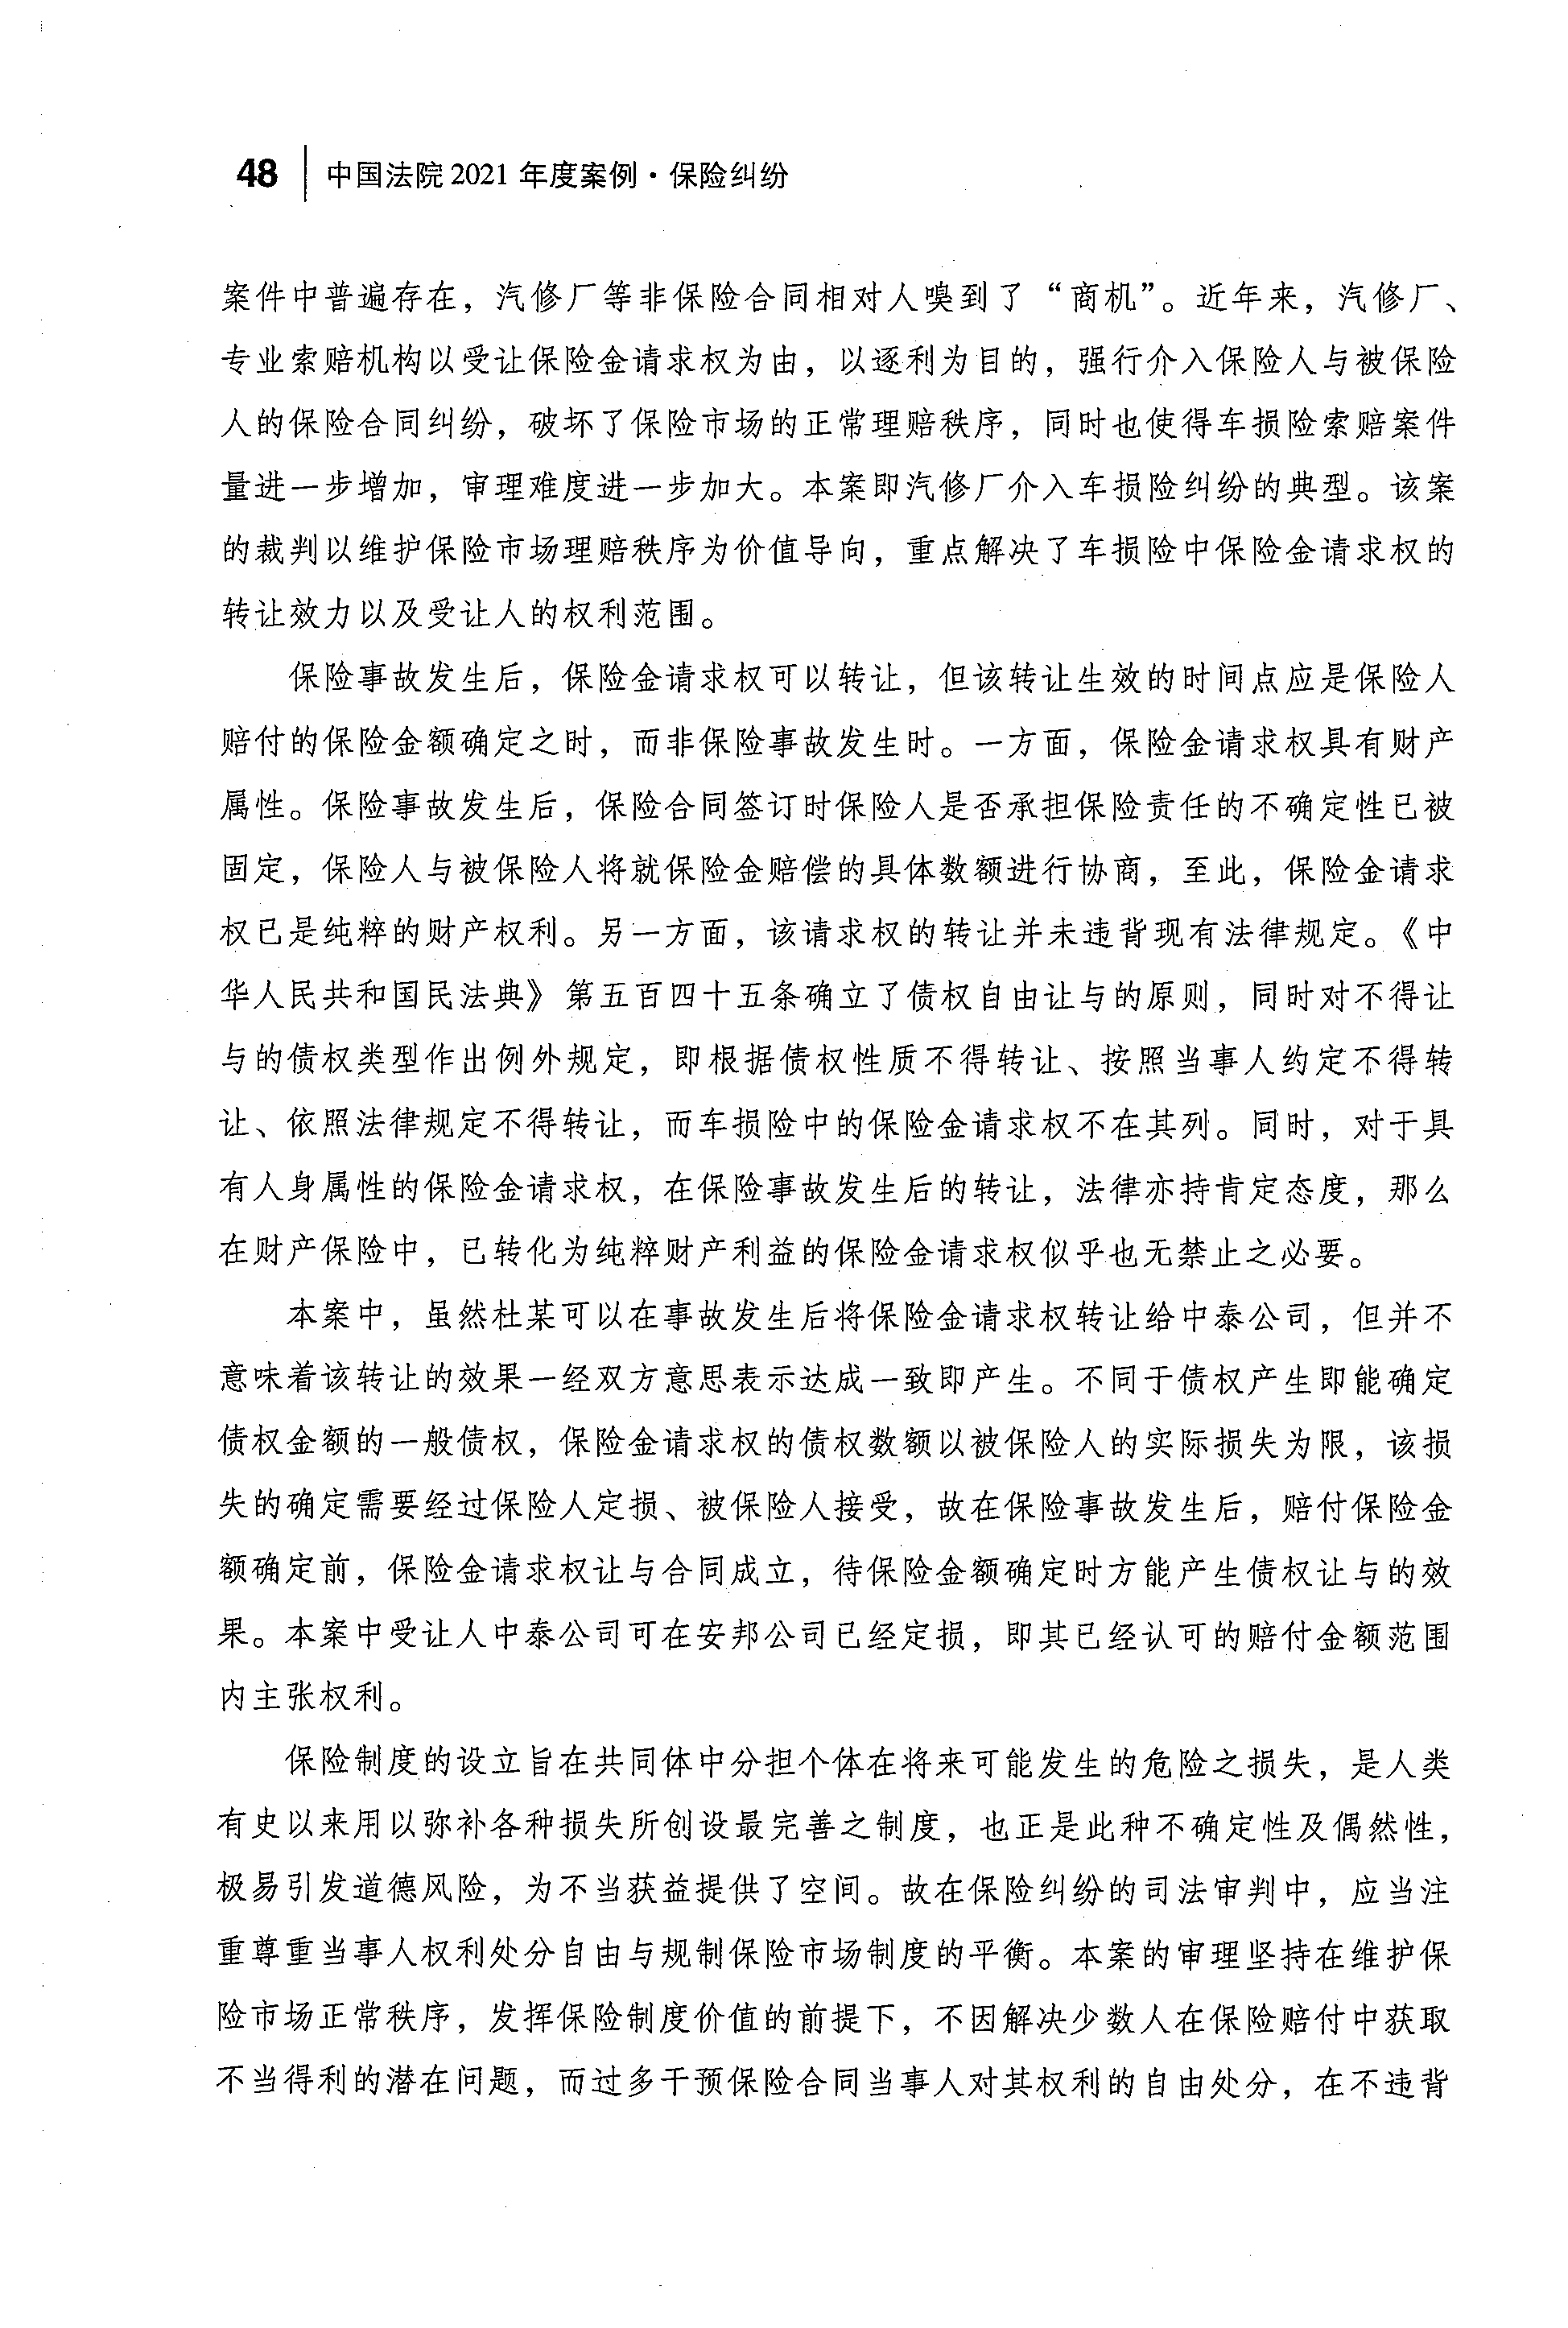 48 中国法院2021年度案例·保险纠纷
案件中普遍存在，汽修厂等非保险合同相对人嗅到了“商机”。近年来，汽修厂、
专业索赔机构以受让保险金请求权为由，以逐利为目的，强行介入保险人与被保险
人的保险合同纠纷，破坏了保险市场的正常理赔秩序，同时也使得车损险索赔案件
量进一步增加，审理难度进一步加大。本案即汽修厂介入车损险纠纷的典型。该案
的裁判以维护保险市场理赔秩序为价值导向，重点解决了车损险中保险金请求权的
转让效力以及受让人的权利范围。
保险事故发生后，保险金请求权可以转让，但该转让生效的时间点应是保险人
赔付的保险金额确定之时，而非保险事故发生时。一方面，保险金请求权具有财产
属性。保险事故发生后，保险合同签订时保险人是否承担保险责任的不确定性已被
固定，保险人与被保险人将就保险金赔偿的具体数额进行协商，至此，保险金请求
权已是纯粹的财产权利。另一方面，该请求权的转让并未违背现有法律规定。《中
华人民共和国民法典》第五百四十五条确立了债权自由让与的原则，同时对不得让
与的债权类型作出例外规定，即根据债权性质不得转让、按照当事人约定不得转
让、依照法律规定不得转让，而车损险中的保险金请求权不在其列。同时，对于具
有人身属性的保险金请求权，在保险事故发生后的转让，法律亦持肯定态度，那么
在财产保险中，已转化为纯粹财产利益的保险金请求权似乎也无禁止之必要。
本案中，虽然杜某可以在事故发生后将保险金请求权转让给中泰公司，但并不
意味着该转让的效果一经双方意思表示达成一致即产生。不同于债权产生即能确定
债权金额的一般债权，保险金请求权的债权数额以被保险人的实际损失为限，该损
失的确定需要经过保险人定损、被保险人接受，故在保险事故发生后，赔付保险金
额确定前，保险金请求权让与合同成立，待保险金额确定时方能产生债权让与的效
果。本案中受让人中泰公司可在安邦公司已经定损，即其已经认可的赔付金额范围
内主张权利。
保险制度的设立旨在共同体中分担个体在将来可能发生的危险之损失，是人类
有史以来用以弥补各种损失所创设最完善之制度，也正是此种不确定性及偶然性，
极易引发道德风险，为不当获益提供了空间。故在保险纠纷的司法审判中，应当注
重尊重当事人权利处分自由与规制保险市场制度的平衡。本案的审理坚持在维护保
险市场正常秩序，发挥保险制度价值的前提下，不因解决少数人在保险赔付中获取
不当得利的潜在问题，而过多干预保险合同当事人对其权利的自由处分，在不违背